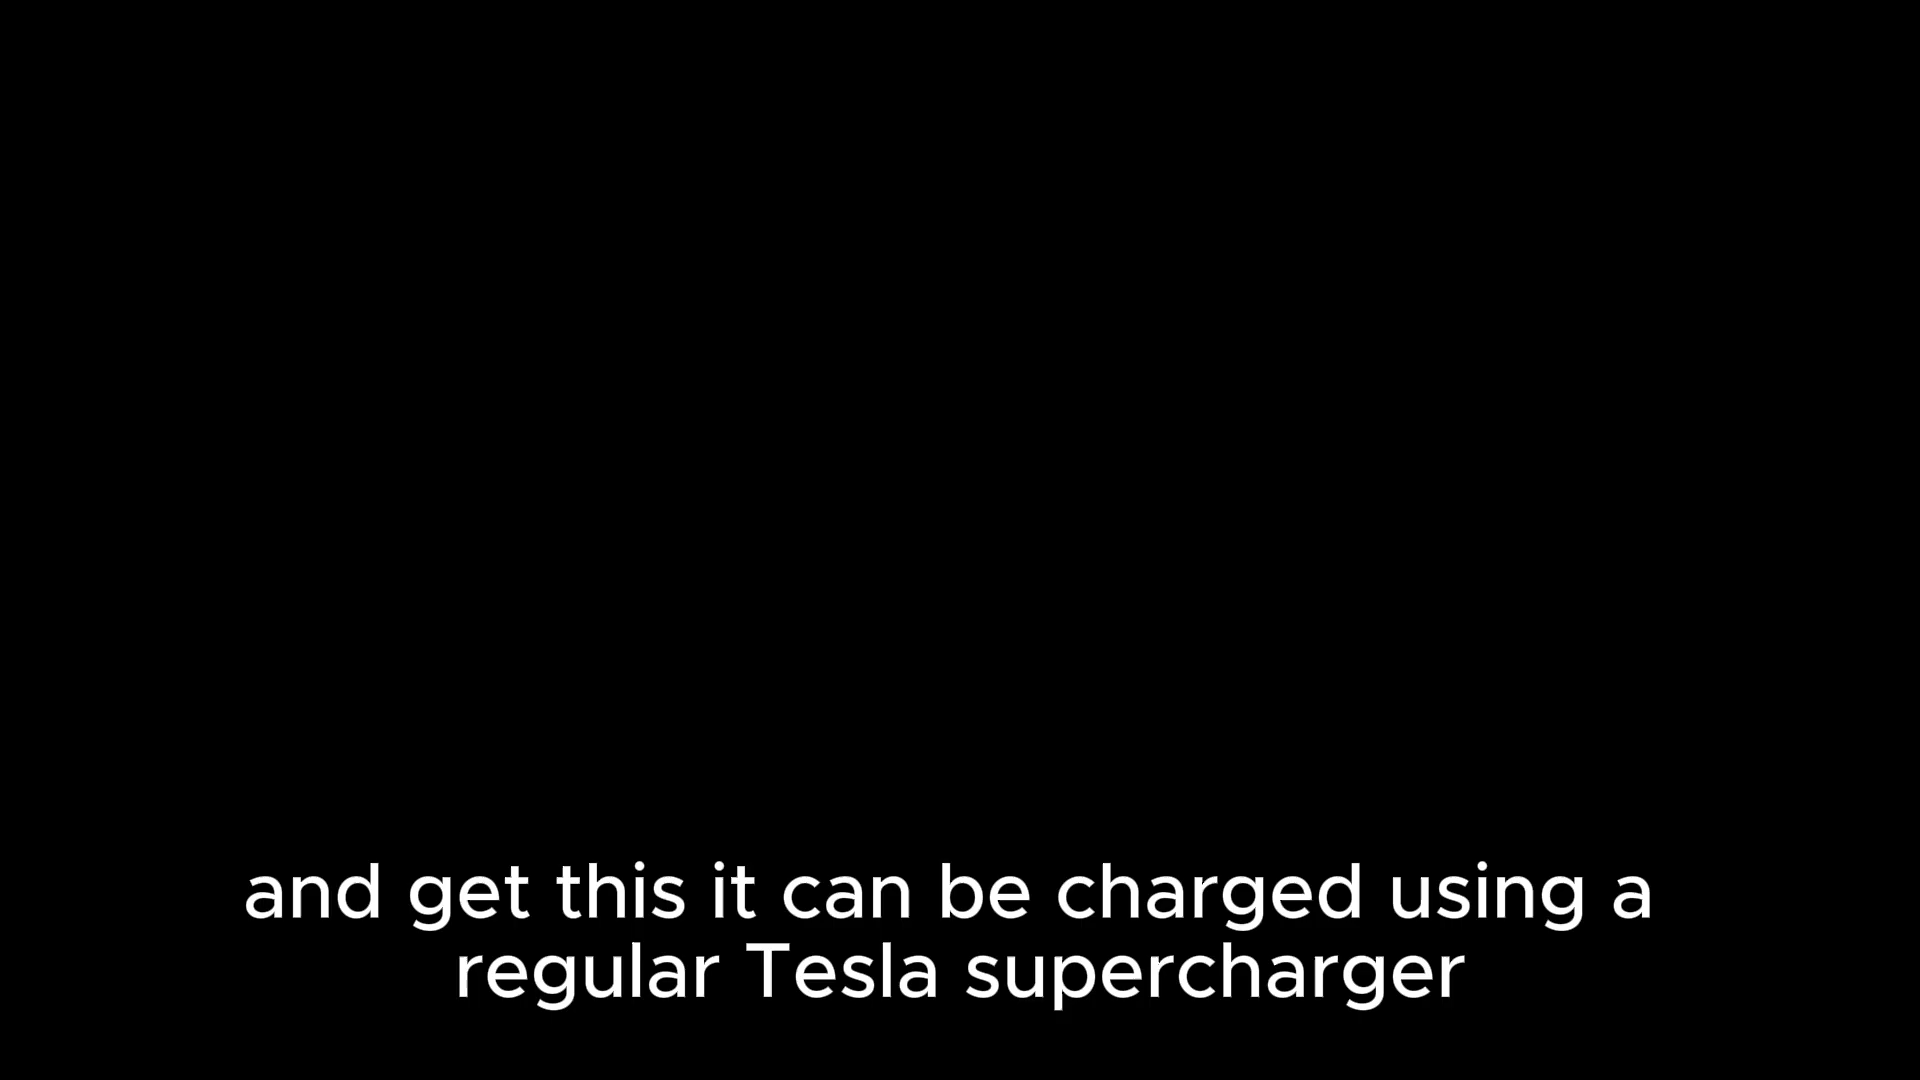 and get this it can be charged using a
regular Tesla supercharger